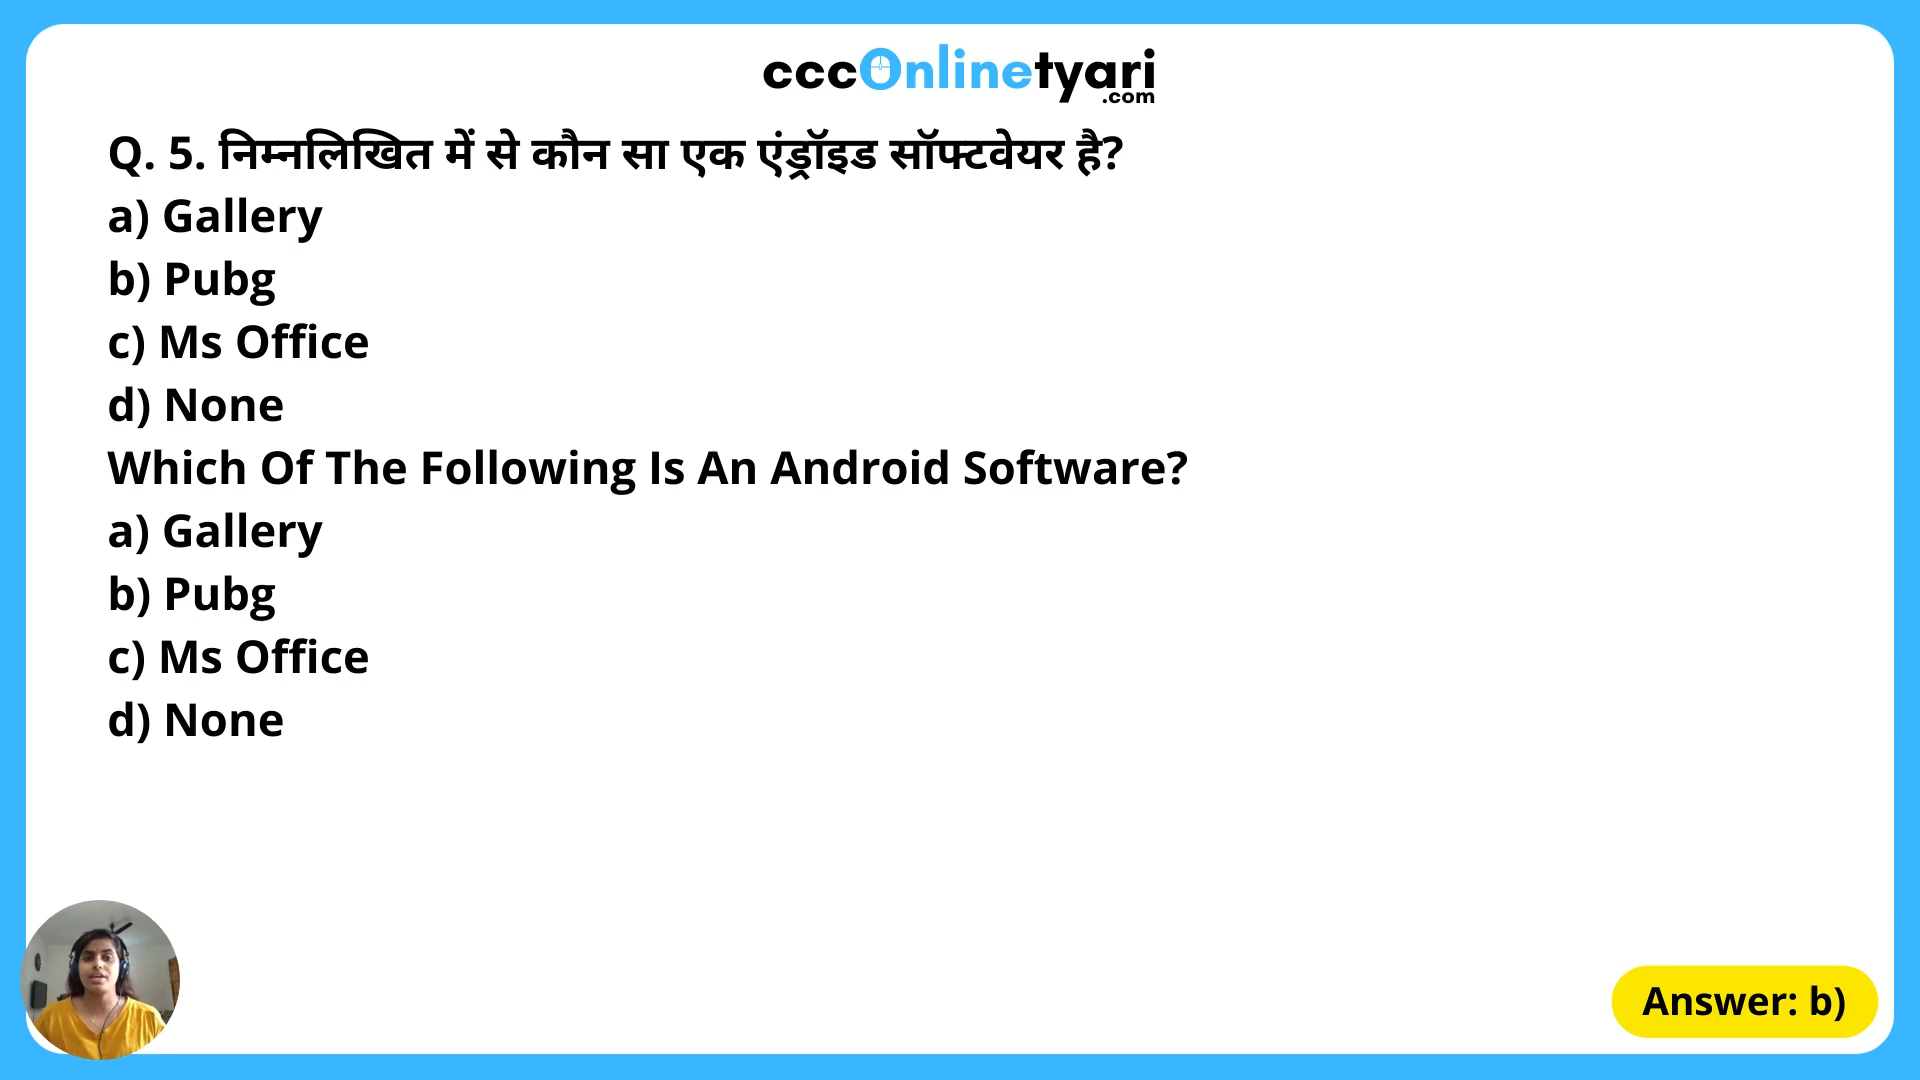 cccOnlinetyari
.com
Q. 5. निम्नलिखित में से कौन सा एक एंड्रॉइड सॉफ्टवेयर है?
a) Gallery
b) Pubg
c) Ms Office
d) None
Which Of The Following Is An Android Software?
a) Gallery
b) Pubg
c) Ms Office
d) None
Answer: b)